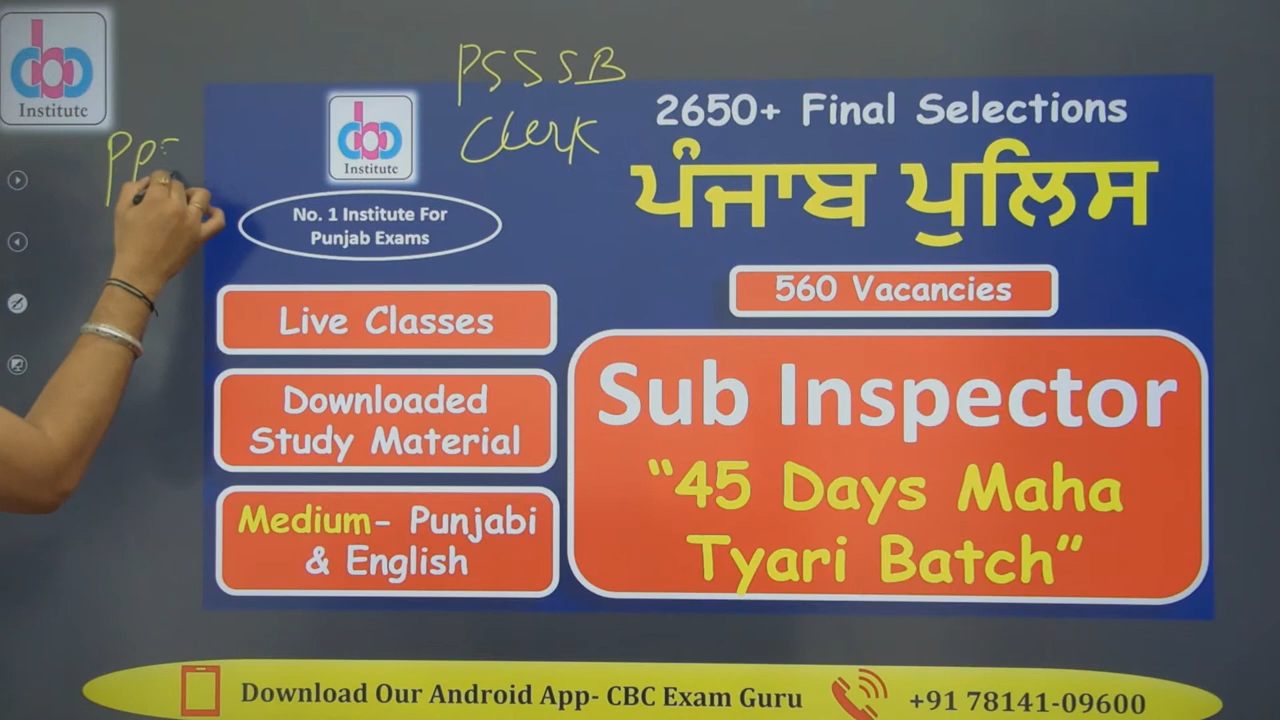 Institute
PSSSB
Clerk
PP
Institute
No. 1 Institute For
Punjab Exams
2650+ Final Selections
ਪੰਜਾਬ ਪੁਲਿਸ
560 Vacancies
Live Classes
Downloaded
Study Material
Medium- Punjabi
& English
Sub Inspector
"45 Days Maha
Tyari Batch"
Download Our Android App- CBC Exam Guru
+91 78141-09600